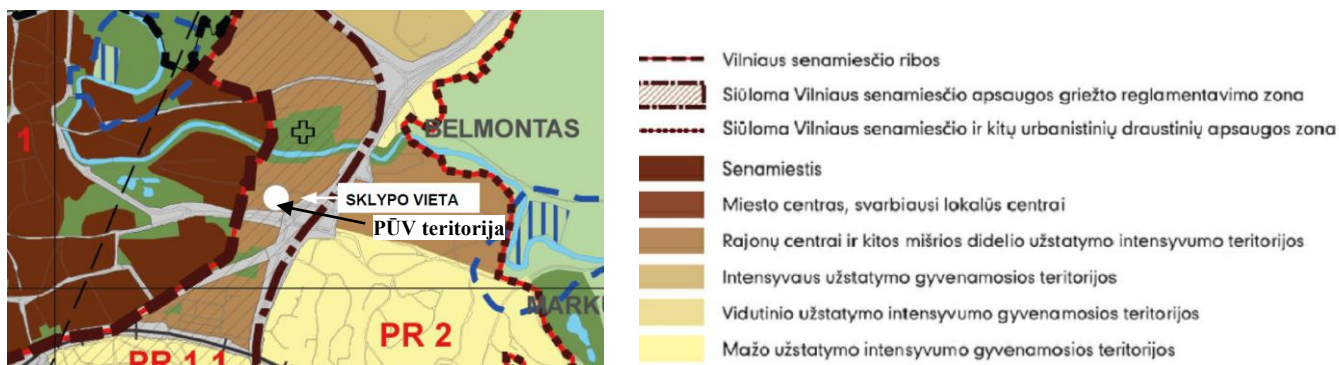 1
BELMONTAS
SKLYPO VIETA
PŪV teritorija
PR 2
PR 1.1
Vilniaus senamiesčio ribos
Siūloma Vilniaus senamiesčio apsaugos griežto reglamentavimo zona
Siūloma Vilniaus senamiesčio ir kitų urbanistinių draustinių apsaugos zona
Senamiestis
Miesto centras, svarbiausi lokalūs centrai
Rajonų centrai ir kitos mišrios didelio užstatymo intensyvumo teritorijos
Intensyvaus užstatymo gyvenamosios teritorijos
Vidutinio užstatymo intensyvumo gyvenamosios teritorijos
Mažo užstatymo intensyvumo gyvenamosios teritorijos